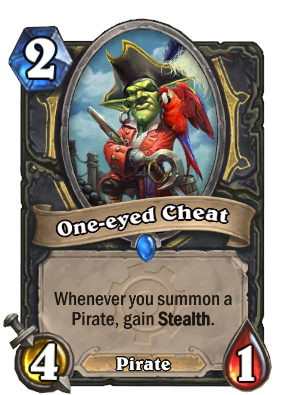 2
One-eyed Cheat
Whenever you summon a
Pirate, gain Stealth.
4
Pirate
1